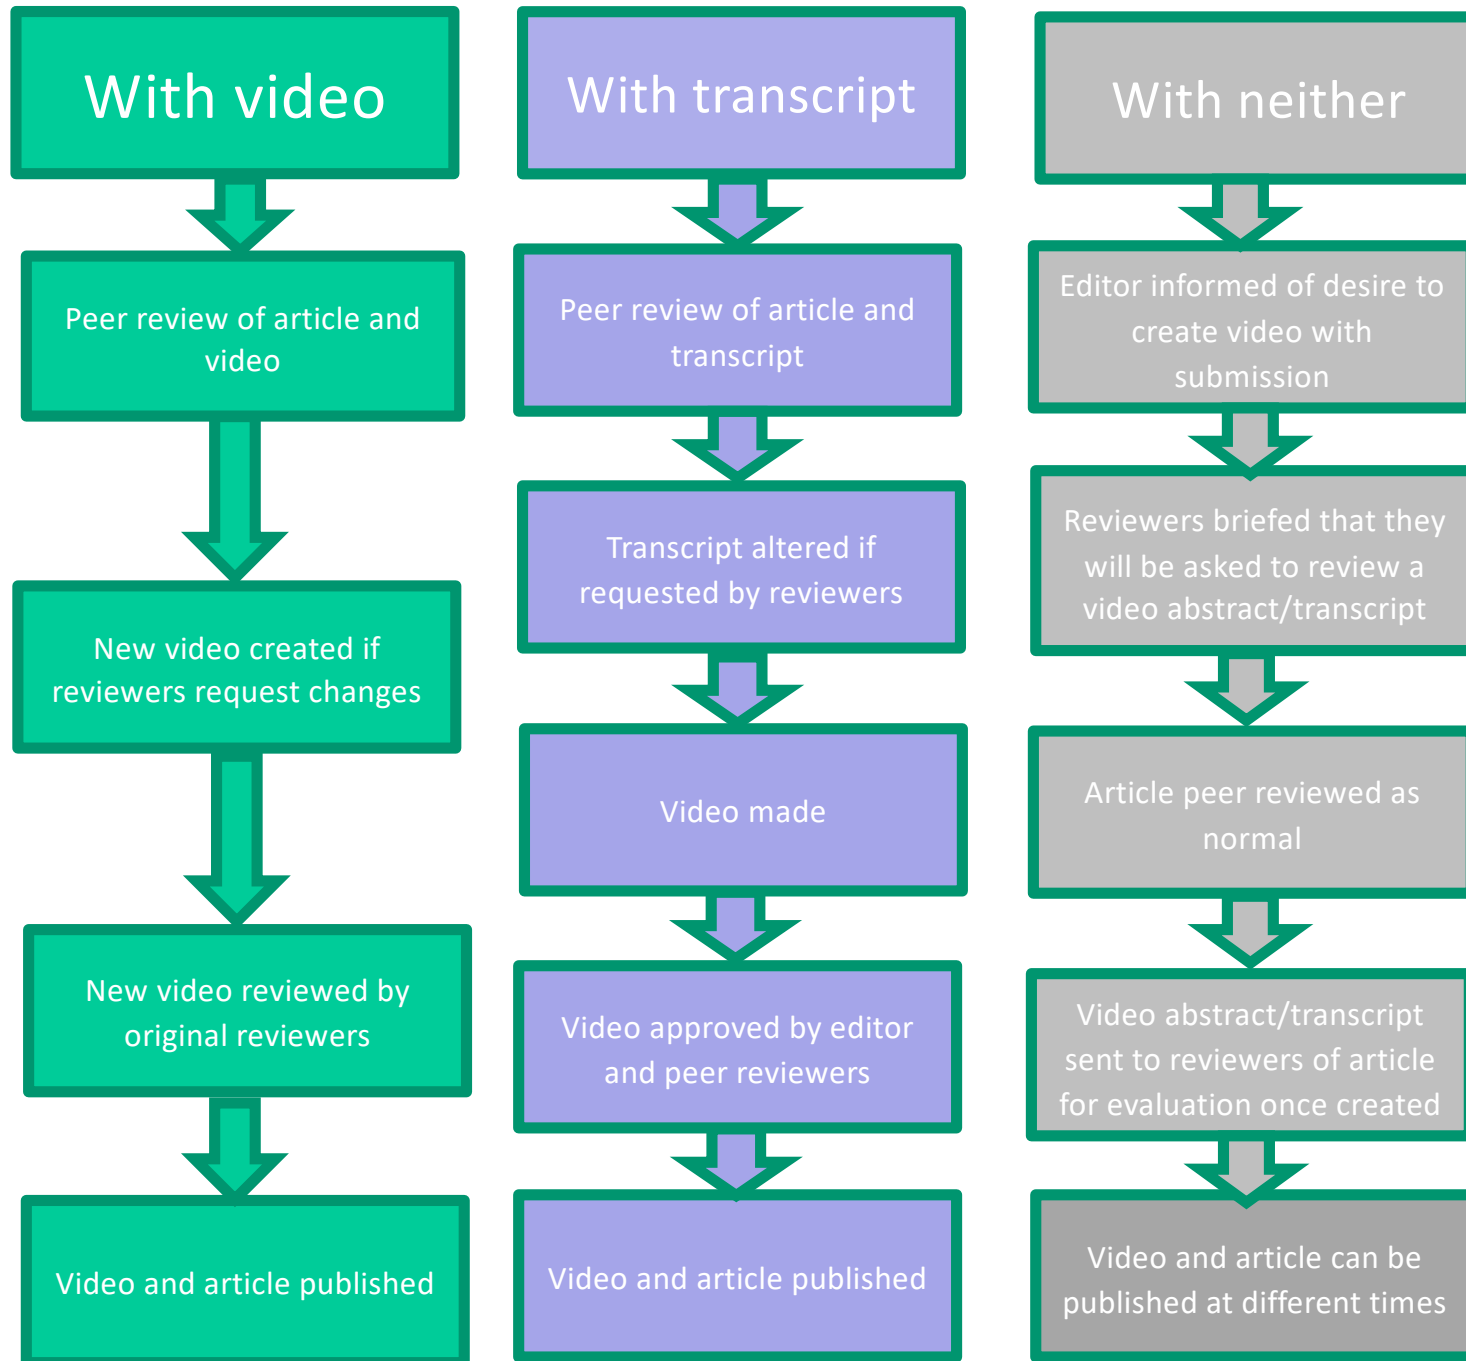 With video
Peer review of article and
video
New video created if
reviewers request changes
New video reviewed by
original reviewers
Video and article published
With transcript
Peer review of article and
transcript
Transcript altered if
requested by reviewers
Video made
Video approved by editor
and peer reviewers
Video and article published
With neither
Editor informed of desire to
create video with
submission
Reviewers briefed that they
will be asked to review a
video abstract/transcript
Article peer reviewed as
normal
Video abstract/transcript
sent to reviewers of article
for evaluation once created
Video and article can be
published at different times